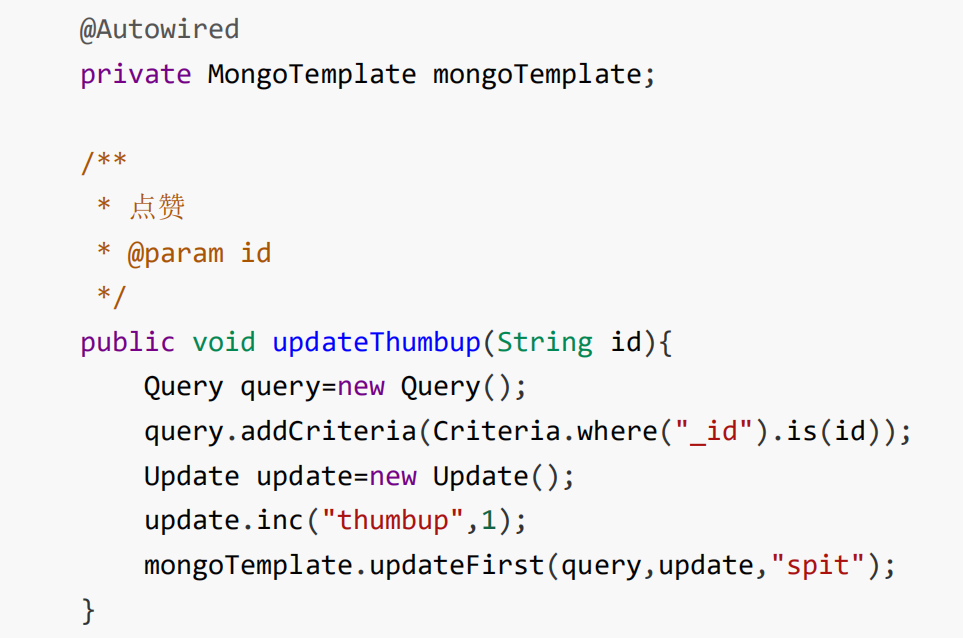 @Autowired
private MongoTemplate mongoTemplate;
/**
* 点赞
* @param id
*/
public void updateThumbup(String id){
Query query=new Query();
query.addCriteria(Criteria.where("_id").is(id));
Update update=new Update();
update.inc("thumbup",1);
mongoTemplate.updateFirst(query,update,"spit");
}